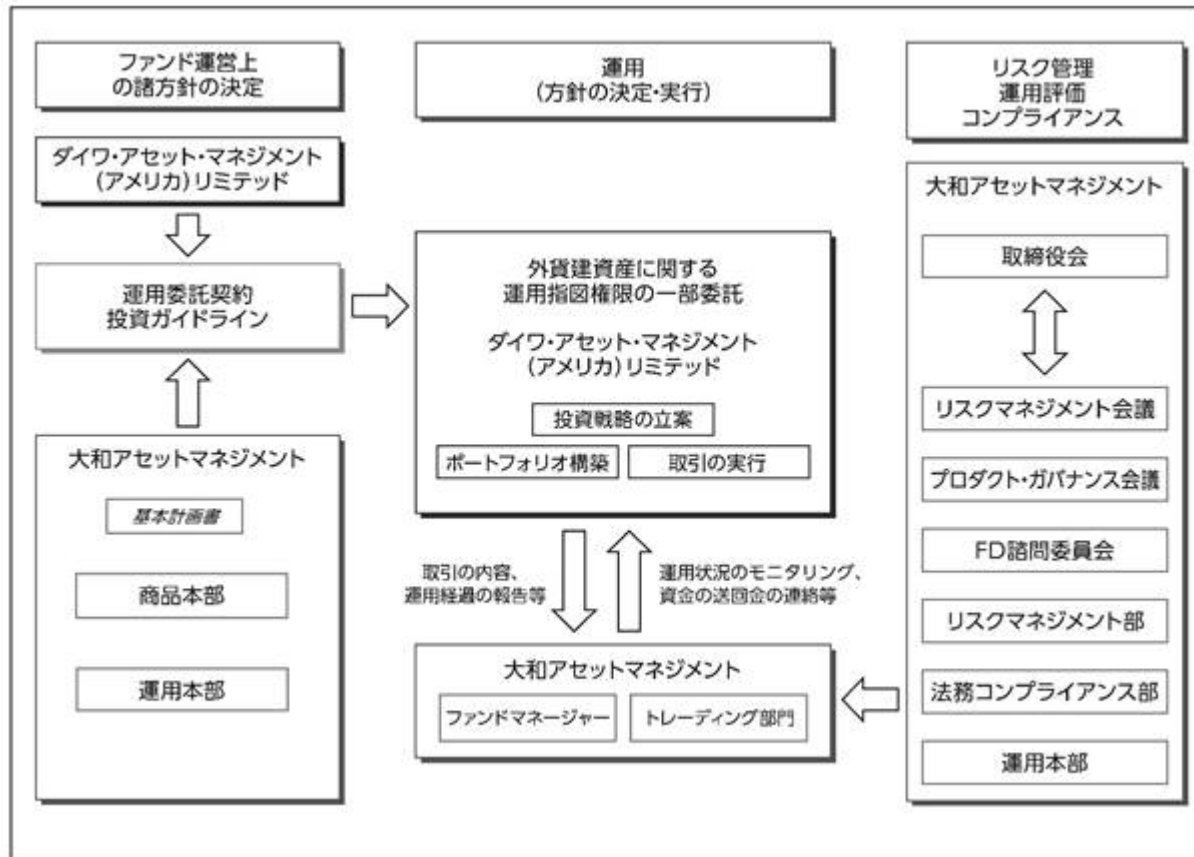 ファンド運営上
の諸方針の決定
ダイワ・アセット・マネジメント
(アメリカ)リミテッド
運用委託契約
投資ガイドライン
大和アセットマネジメント
基本計画書
商品本部
運用本部
運用
(方針の決定・実行)
外貨建資産に関する
運用指図権限の一部委託
ダイワ・アセット・マネジメント
(アメリカ)リミテッド
投資戦略の立案
ポートフォリオ構築
取引の実行
取引の内容、
運用経過の報告等
運用状況のモニタリング、
資金の送回金の連絡等
大和アセットマネジメント
ファンドマネージャー
トレーディング部門
リスク管理
運用評価
コンプライアンス
大和アセットマネジメント
取締役会
リスクマネジメント会議
プロダクト・ガバナンス会議
FD諮問委員会
リスクマネジメント部
法務コンプライアンス部
運用本部